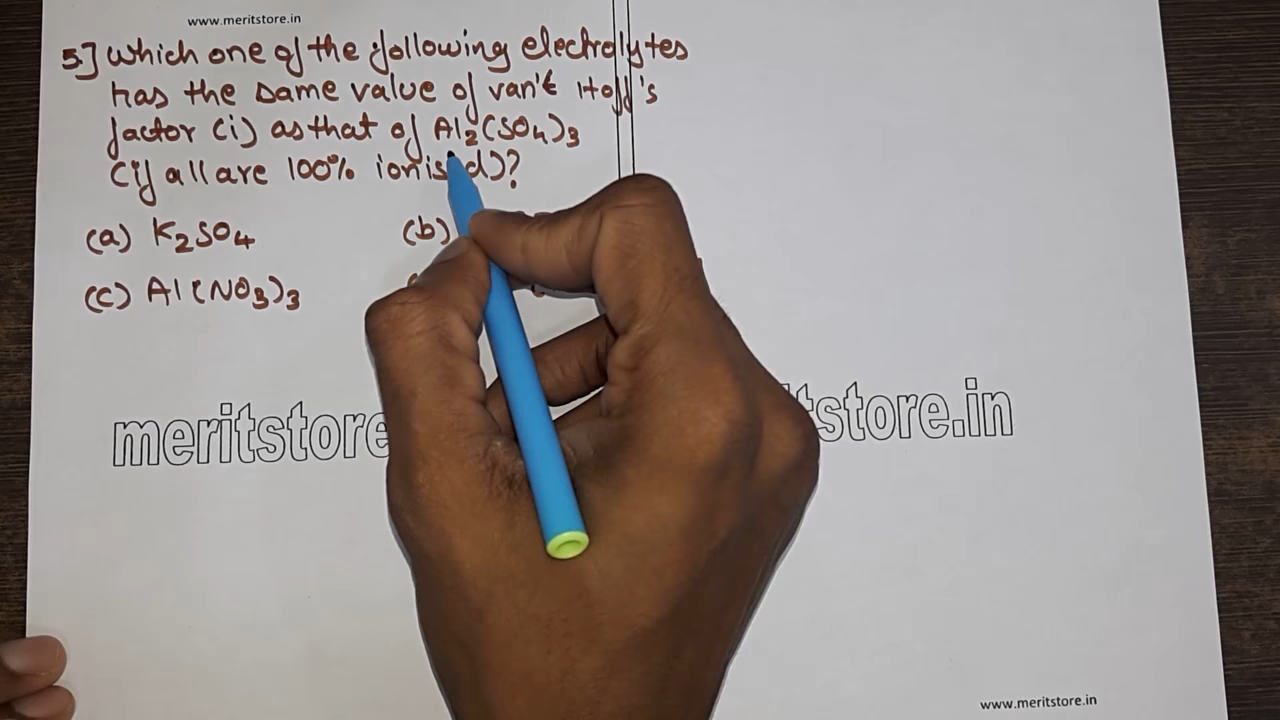 www.meritstore.in
5.] Which one of the following electrolytes
has the same value of van't Hoff's
factor (i) as that of Al₂(SO₄)₃
(if all are 100% ionised)?
(a) K₂SO₄ (b)
(c) Al(NO₃)₃
meritstore tstore.in
www.meritstore.in